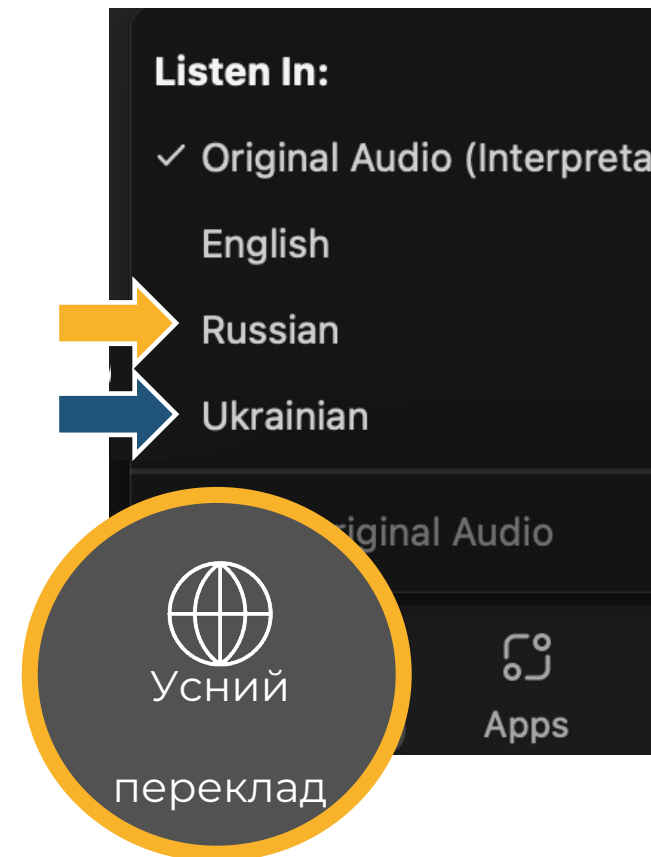 Listen In:
✓ Original Audio (Interpreta
English
Russian
Ukrainian
riginal Audio
Усний
переклад
Apps